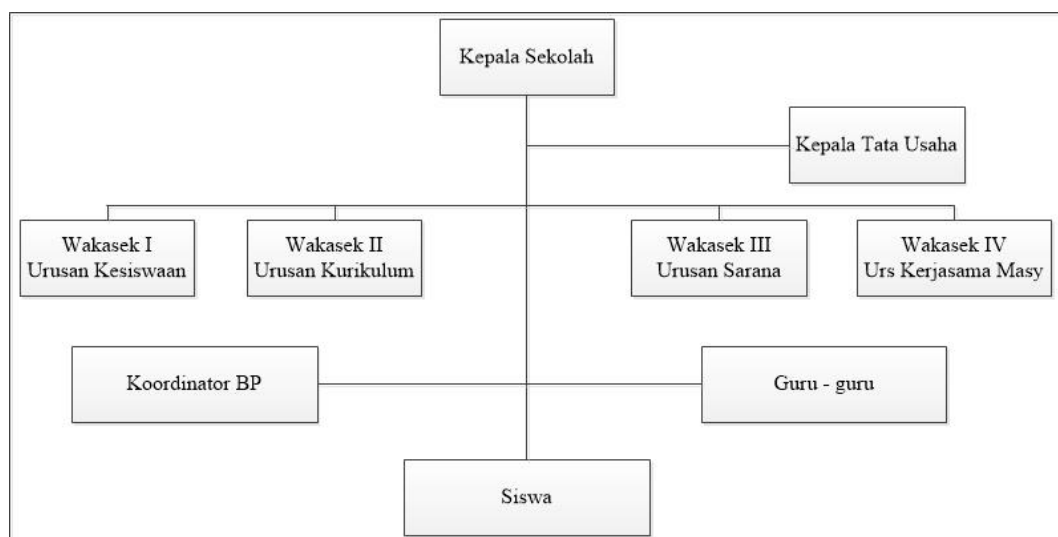 Kepala Sekolah
Kepala Tata Usaha
Wakasek I
Urusan Kesiswaan
Wakasek II
Urusan Kurikulum
Wakasek III
Urusan Sarana
Wakasek IV
Urs Kerjasama Masy
Koordinator BP
Guru - guru
Siswa